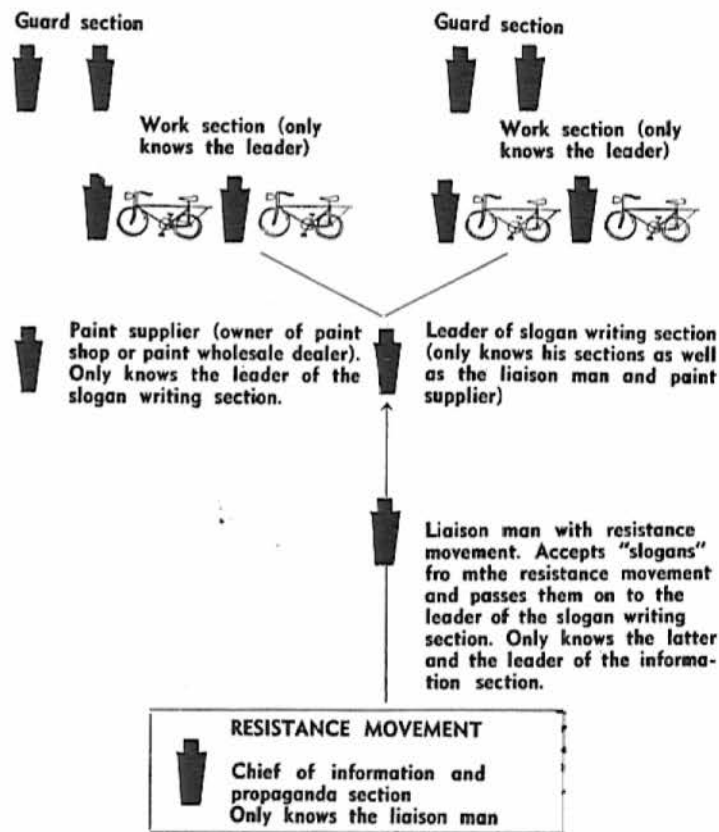 Guard section
Guard section
Work section (only
knows the leader)
Work section (only
knows the leader)
Paint supplier (owner of paint
shop or paint wholesale dealer).
Only knows the leader of the
slogan writing section.
Leader of slogan writing section
(only knows his sections as well
as the liaison man and paint
supplier)
Liaison man with resistance
movement. Accepts "slogans"
fro mthe resistance movement
and passes them on to the
leader of the slogan writing
section. Only knows the latter
and the leader of the informa-
tion section.
RESISTANCE MOVEMENT
Chief of information and
propaganda section
Only knows the liaison man